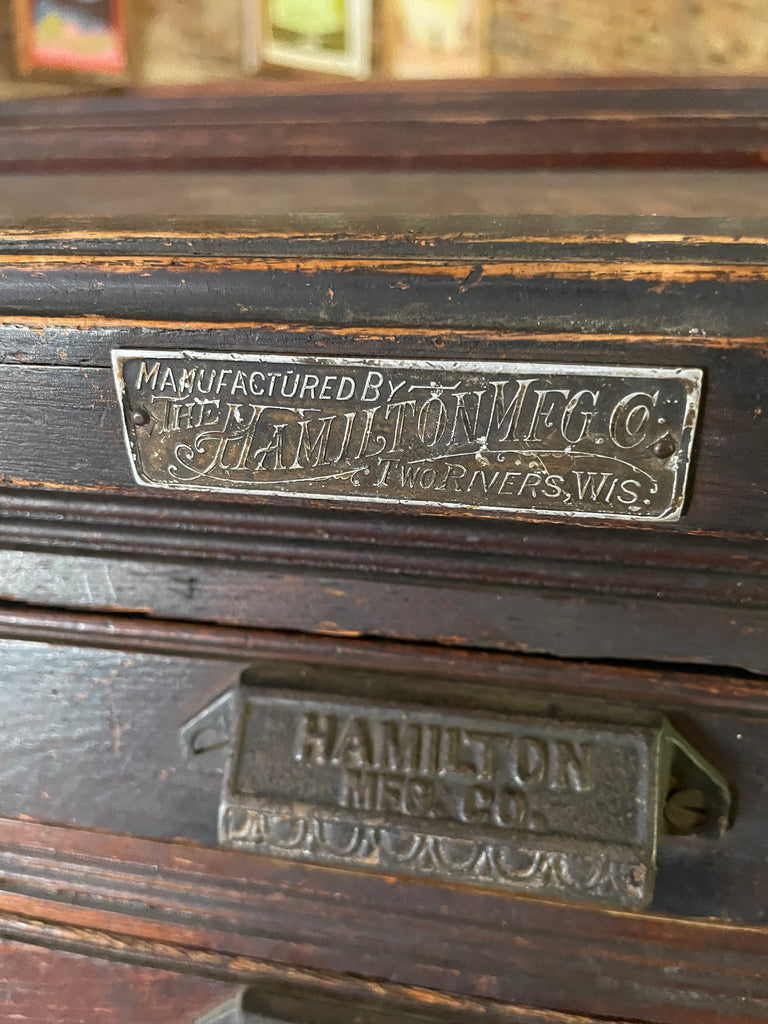 MANUFACTURED BY
THE HAMILTON MFG. CO.
TWO RIVERS, WIS.
HAMILTON
MFG. CO.